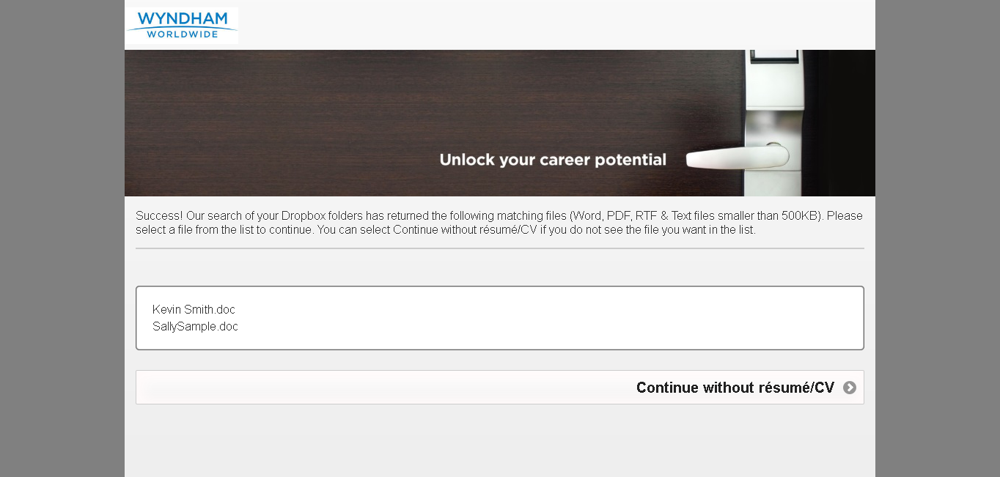 WYNDHAM
WORLDWIDE
Unlock your career potential
Success! Our search of your Dropbox folders has returned the following matching files (Word, PDF, RTF & Text files smaller than 500KB). Please
select a file from the list to continue. You can select Continue without résumé/CV if you do not see the file you want in the list.
Kevin Smith.doc
SallySample.doc
Continue without résumé/CV